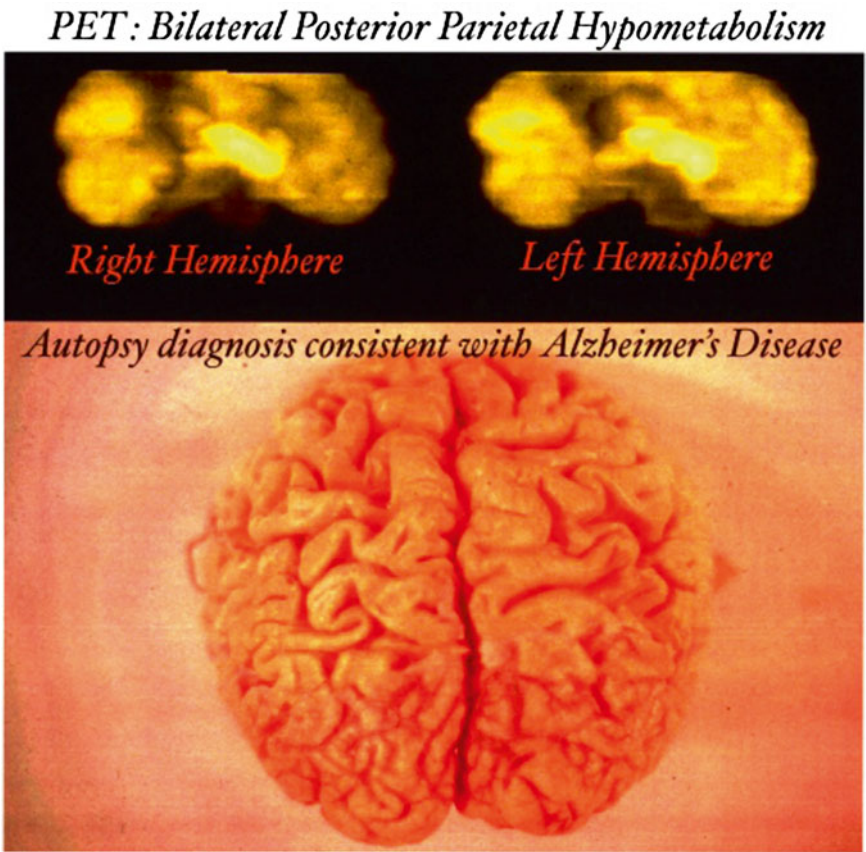 PET : Bilateral Posterior Parietal Hypometabolism
Right Hemisphere
Left Hemisphere
Autopsy diagnosis consistent with Alzheimer's Disease